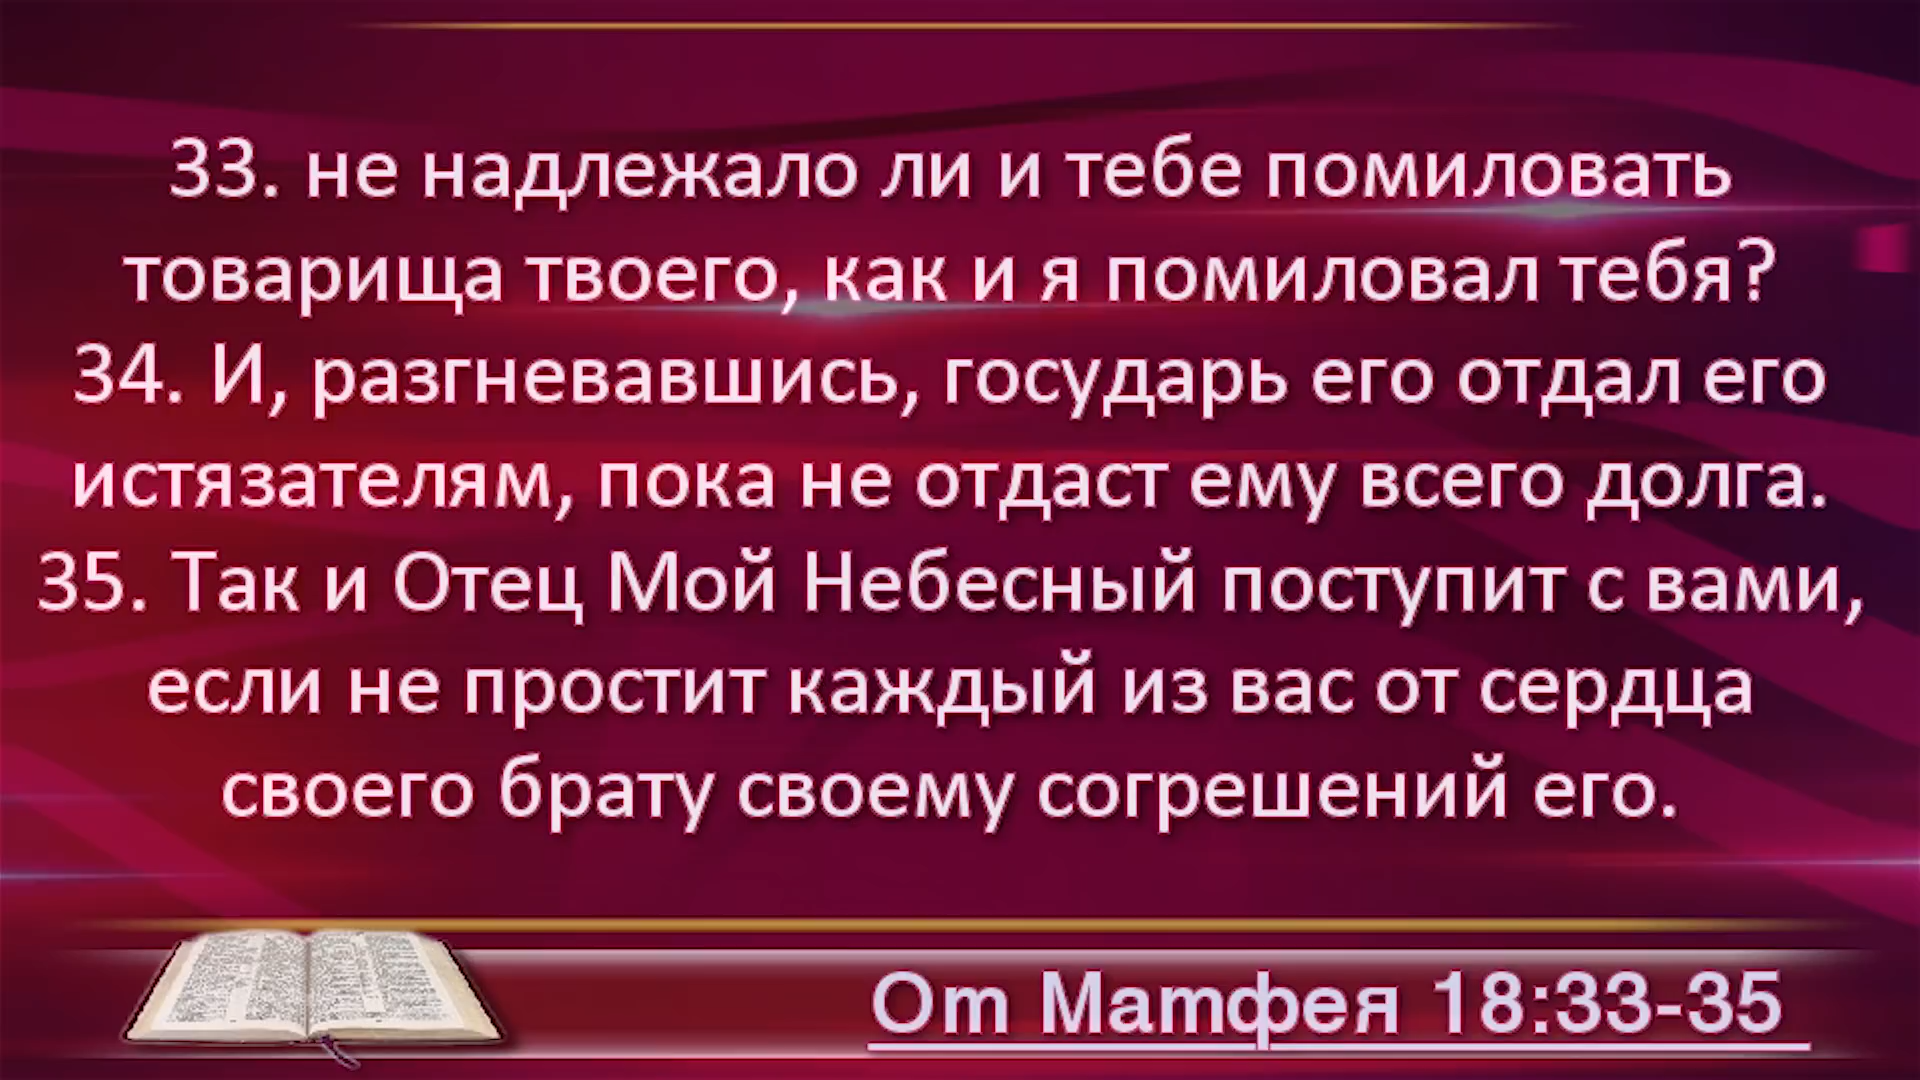 33. не надлежало ли и тебе помиловать
товарища твоего, как и я помиловал тебя?
34. И, разгневавшись, государь его отдал его
истязателям, пока не отдаст ему всего долга.
35. Так и Отец Мой Небесный поступит с вами,
если не простит каждый из вас от сердца
своего брату своему согрешений его.
От Матфея 18:33-35